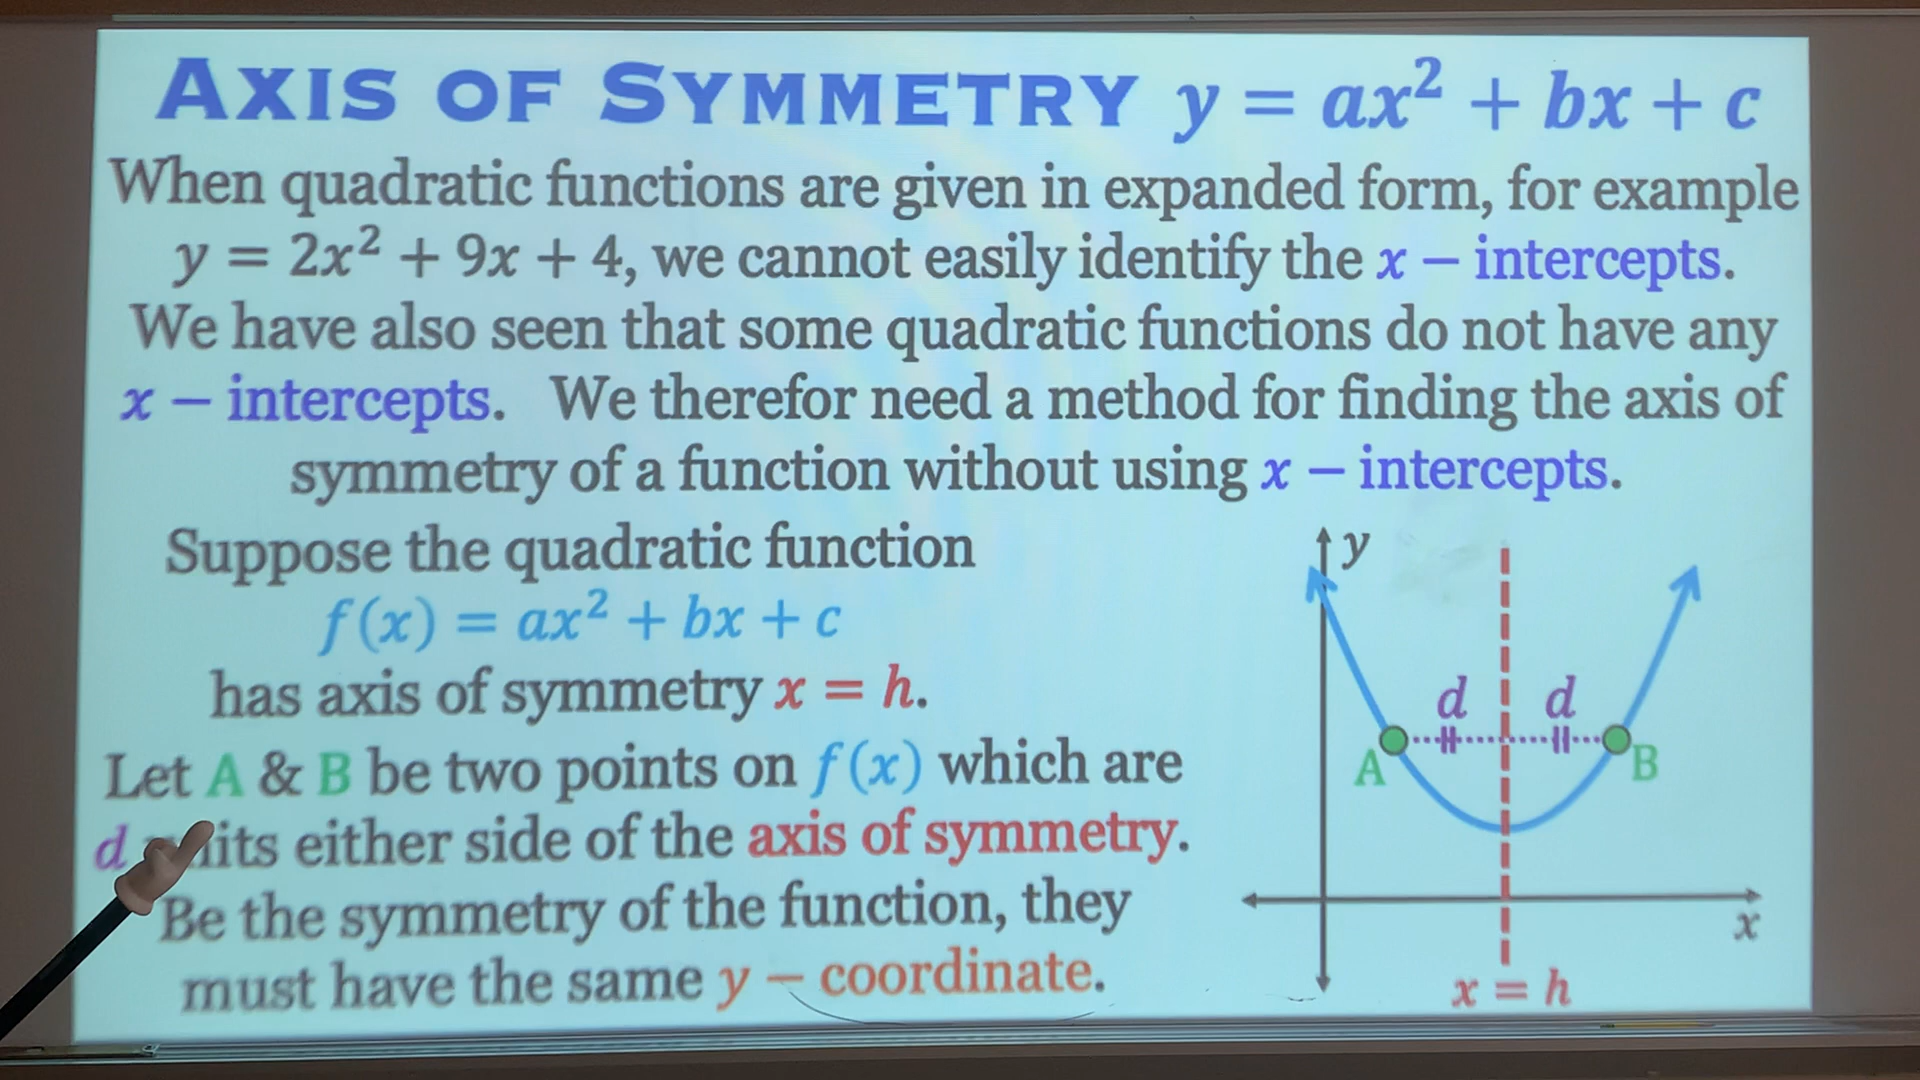 AXIS OF SYMMETRY y = ax² + bx + c
When quadratic functions are given in expanded form, for example
y = 2x² + 9x + 4, we cannot easily identify the x – intercepts.
We have also seen that some quadratic functions do not have any
x – intercepts. We therefor need a method for finding the axis of
symmetry of a function without using x – intercepts.
Suppose the quadratic function
f(x) = ax² + bx + c
has axis of symmetry x = h.
Let A & B be two points on f(x) which are
d either side of the axis of symmetry.
Be the symmetry of the function, they
must have the same y – coordinate.
y
d d
A B
x
x = h